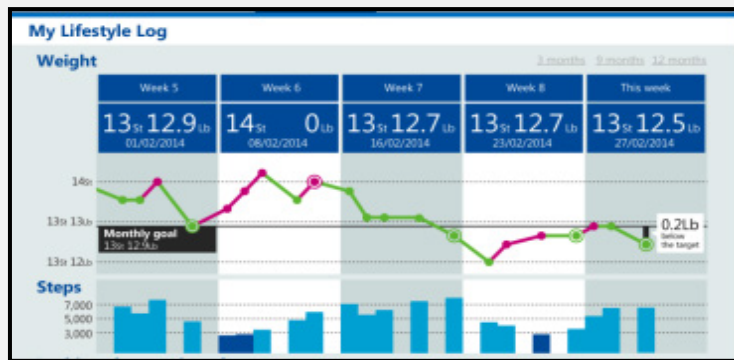 My Lifestyle Log
Weight
3 months 9 months 12 months
Week 5 Week 6 Week 7 Week 8 This week
13St 12.9Lb 14St 0Lb 13St 12.7Lb 13St 12.7Lb 13St 12.5Lb
01/02/2014 08/02/2014 16/02/2014 23/02/2014 27/02/2014
14St
13St 13Lb
Monthly goal
13St 12.9Lb
0.2Lb
below
the target
13St 12Lb
Steps
7,000
5,000
3,000